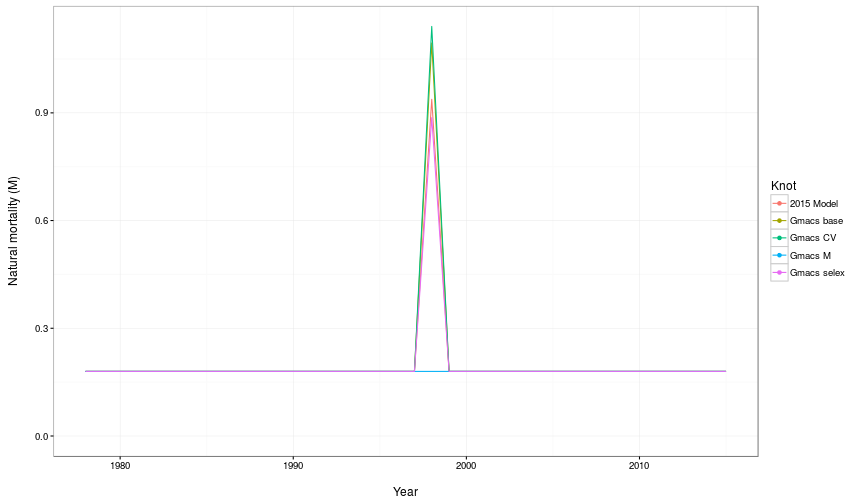 Natural mortality (M)
0.9
0.6
0.3
0.0
1980 1990 2000 2010
Year
Knot
2015 Model
Gmacs base
Gmacs CV
Gmacs M
Gmacs selex